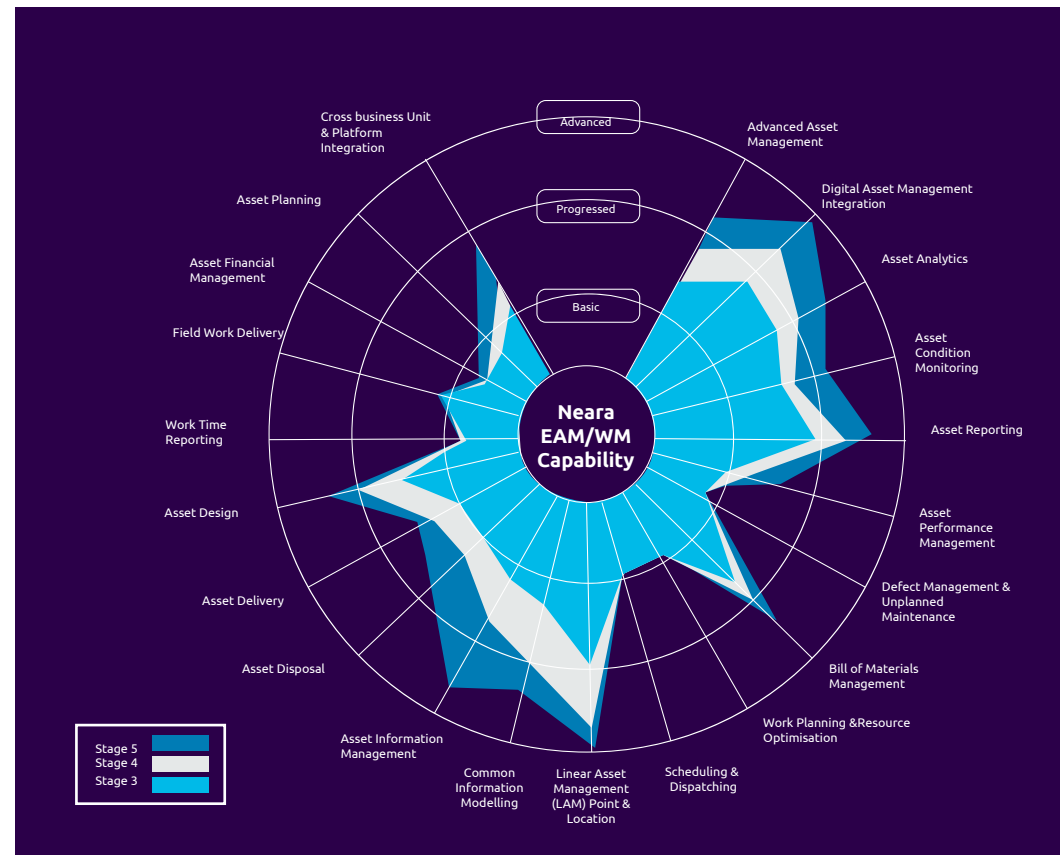 Advanced
Progressed
Basic
Neara
EAM/WM
Capability
Advanced Asset
Management
Digital Asset Management
Integration
Asset Analytics
Asset
Condition
Monitoring
Asset Reporting
Asset
Performance
Management
Defect Management &
Unplanned
Maintenance
Bill of Materials
Management
Work Planning &Resource
Optimisation
Scheduling &
Dispatching
Linear Asset
Management
(LAM) Point &
Location
Common
Information
Modelling
Asset Information
Management
Asset Disposal
Asset Delivery
Asset Design
Work Time
Reporting
Field Work Delivery
Asset Financial
Management
Asset Planning
Cross business Unit
& Platform
Integration
Stage 5
Stage 4
Stage 3